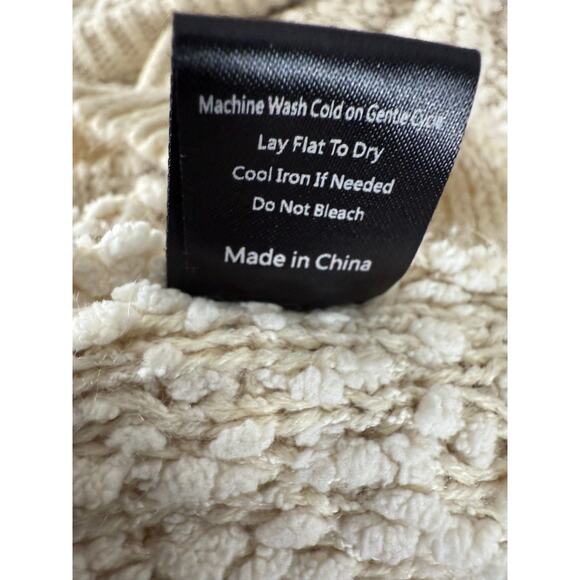 Machine Wash Cold on Gentle Cycle
Lay Flat To Dry
Cool Iron If Needed
Do Not Bleach
Made in China